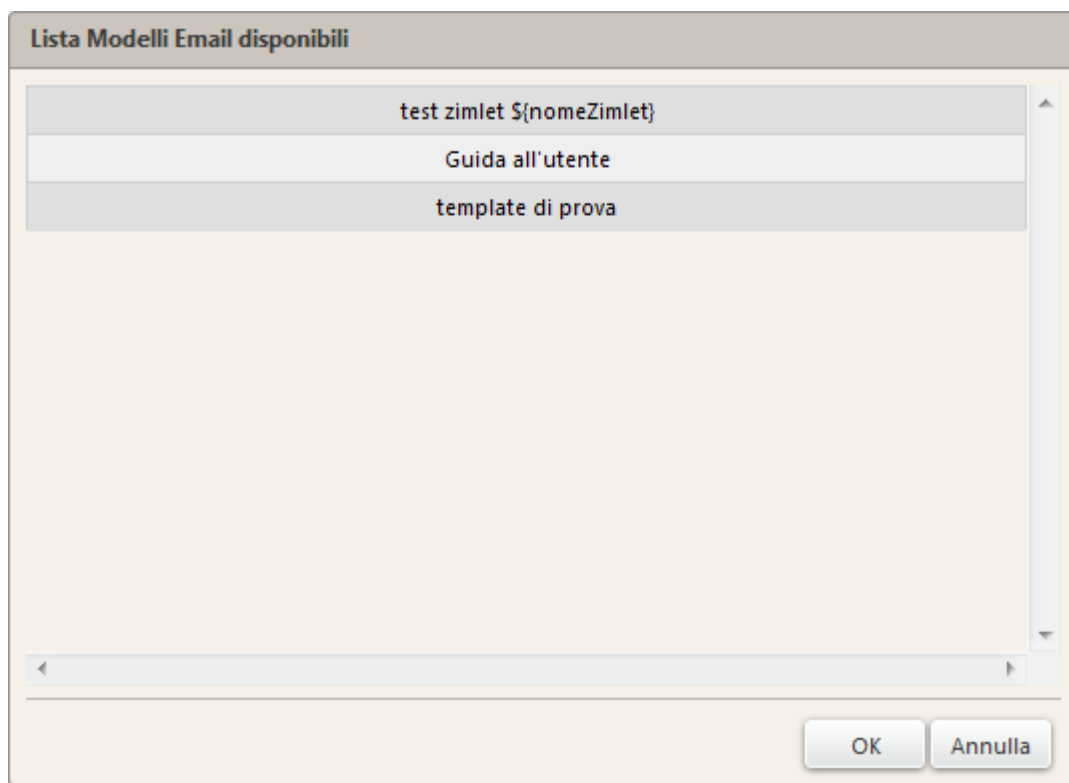 Lista Modelli Email disponibili
test zimlet ${nomeZimlet}
Guida all'utente
template di prova
OK
Annulla